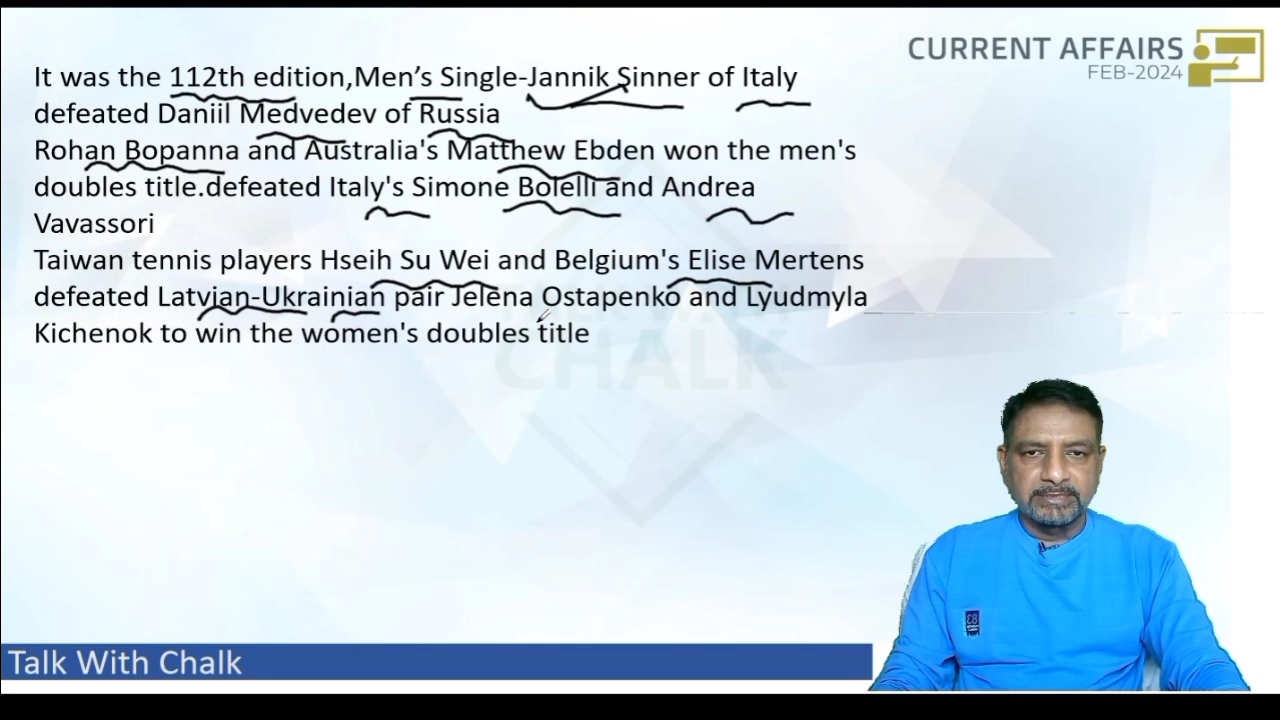 CURRENT AFFAIRS
FEB-2024
It was the 112th edition,Men’s Single-Jannik Sinner of Italy
defeated Daniil Medvedev of Russia
Rohan Bopanna and Australia's Matthew Ebden won the men's
doubles title.defeated Italy's Simone Bolelli and Andrea
Vavassori
Taiwan tennis players Hseih Su Wei and Belgium's Elise Mertens
defeated Latvian-Ukrainian pair Jelena Ostapenko and Lyudmyla
Kichenok to win the women's doubles title
CHALK
Talk With Chalk